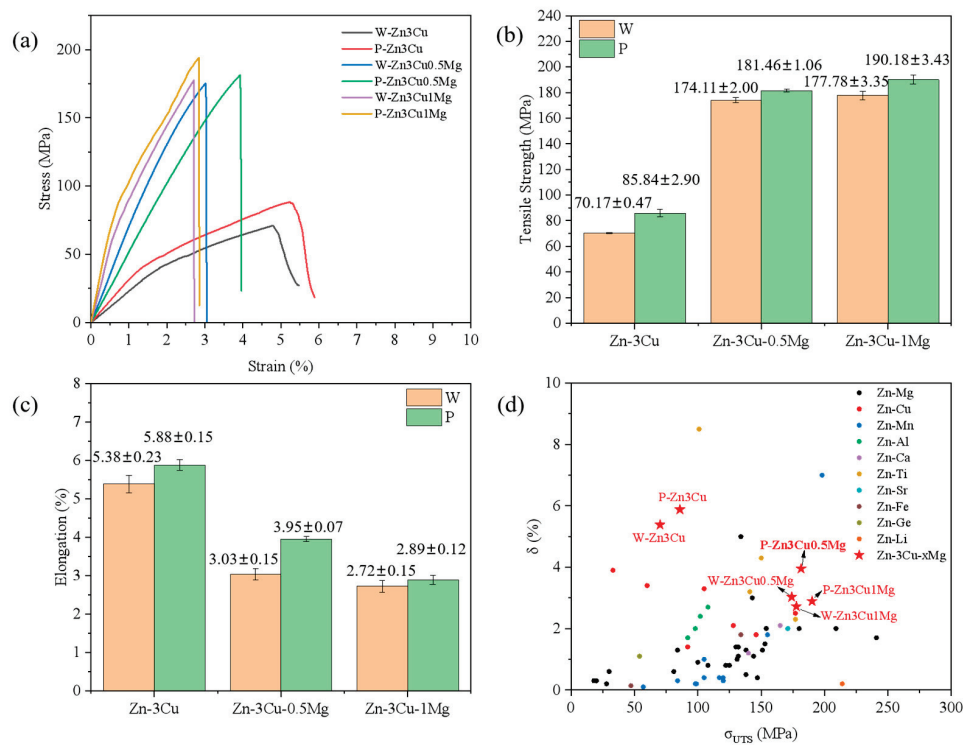 (a)
W-Zn3Cu
P-Zn3Cu
W-Zn3Cu0.5Mg
P-Zn3Cu0.5Mg
W-Zn3Cu1Mg
P-Zn3Cu1Mg
200
150
100
50
0
Stress (MPa)
0 1 2 3 4 5 6 7 8 9 10
Strain (%)
(b)
W
P
240
220
200
180
160
140
120
100
80
60
40
20
0
Tensile Strength (MPa)
70.17±0.47
85.84±2.90
174.11±2.00
181.46±1.06
177.78±3.35
190.18±3.43
Zn-3Cu Zn-3Cu-0.5Mg Zn-3Cu-1Mg
(c)
W
P
8
7
6
5
4
3
2
1
0
Elongation (%)
5.38±0.23
5.88±0.15
3.03±0.15
3.95±0.07
2.72±0.15
2.89±0.12
Zn-3Cu Zn-3Cu-0.5Mg Zn-3Cu-1Mg
(d)
Zn-Mg
Zn-Cu
Zn-Mn
Zn-Al
Zn-Ca
Zn-Ti
Zn-Sr
Zn-Fe
Zn-Ge
Zn-Li
Zn-3Cu-xMg
10
8
6
4
2
0
δ (%)
P-Zn3Cu
W-Zn3Cu
P-Zn3Cu0.5Mg
W-Zn3Cu0.5Mg
P-Zn3Cu1Mg
W-Zn3Cu1Mg
0 50 100 150 200 250 300
σUTS (MPa)